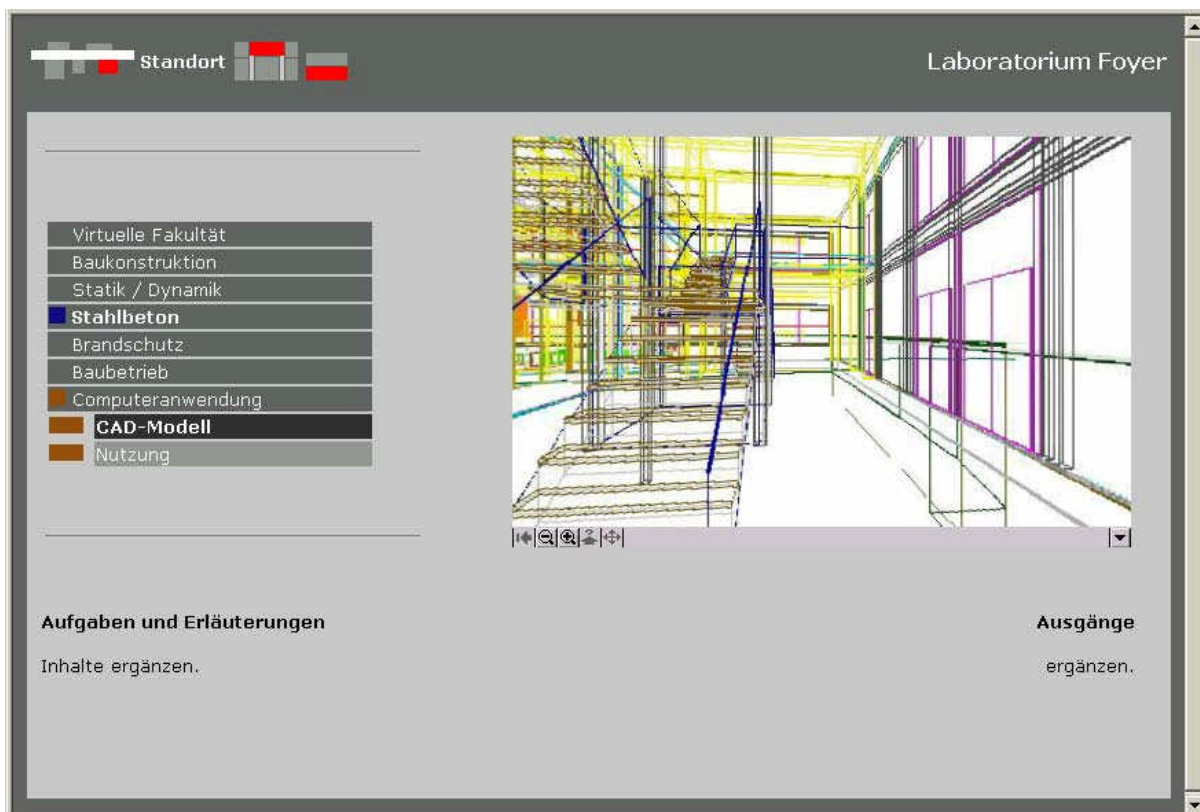 Standort
Laboratorium Foyer
Virtuelle Fakultät
Baukonstruktion
Statik / Dynamik
Stahlbeton
Brandschutz
Baubetrieb
Computeranwendung
CAD-Modell
Nutzung
Aufgaben und Erläuterungen
Ausgänge
Inhalte ergänzen.
ergänzen.